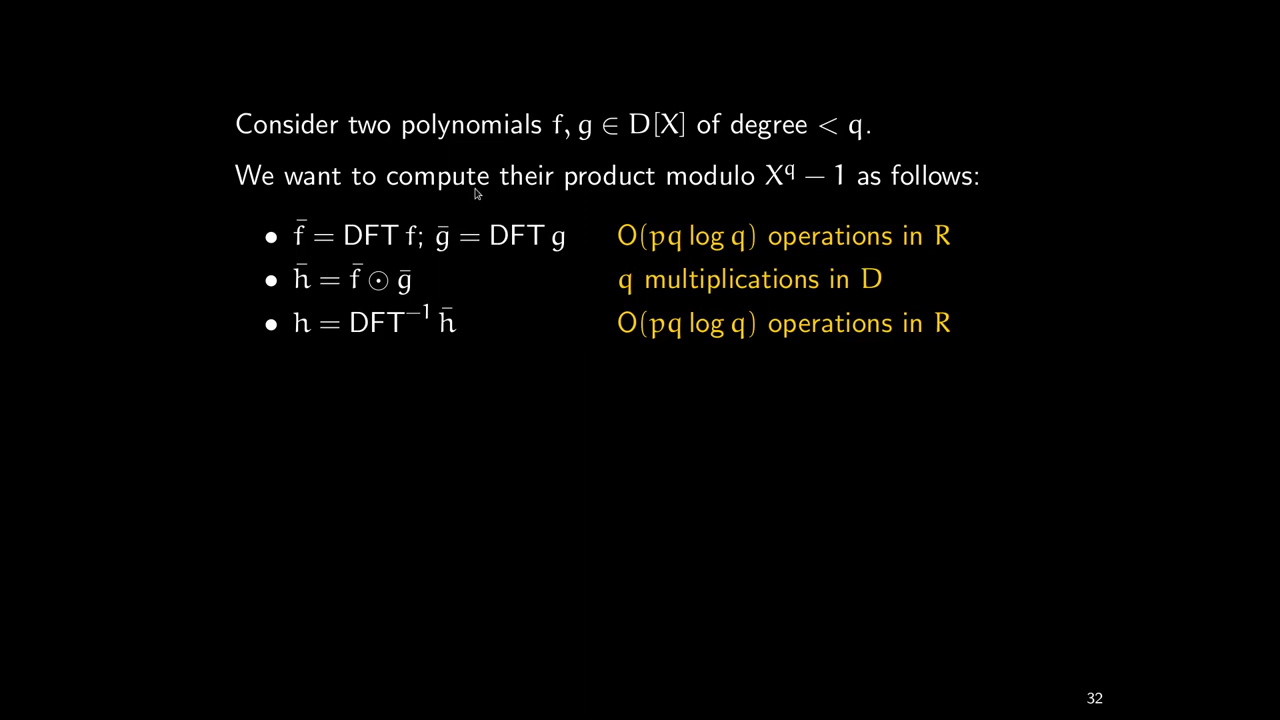 Consider two polynomials f, g ∈ D[X] of degree < q.
We want to compute their product modulo X^q − 1 as follows:
• f̄ = DFT f; ḡ = DFT g O(pq log q) operations in R
• h̄ = f̄ ⊙ ḡ q multiplications in D
• h = DFT⁻¹ h̄ O(pq log q) operations in R
32